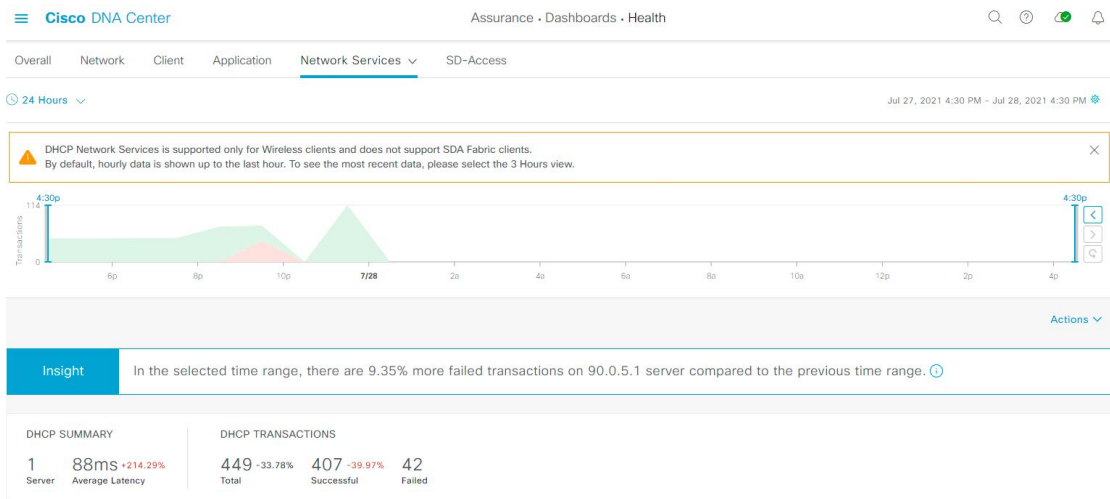 Cisco DNA Center
Assurance · Dashboards · Health
Overall Network Client Application Network Services SD-Access
24 Hours
Jul 27, 2021 4:30 PM - Jul 28, 2021 4:30 PM
DHCP Network Services is supported only for Wireless clients and does not support SDA Fabric clients.
By default, hourly data is shown up to the last hour. To see the most recent data, please select the 3 Hours view.
4:30p 4:30p
114
Transactions
0
6p 8p 10p 7/28 2a 4a 6a 8a 10a 12p 2p 4p
Actions
Insight
In the selected time range, there are 9.35% more failed transactions on 90.0.5.1 server compared to the previous time range.
DHCP SUMMARY DHCP TRANSACTIONS
1 88ms +214.29% 449 -33.78% 407 -39.97% 42
Server Average Latency Total Successful Failed